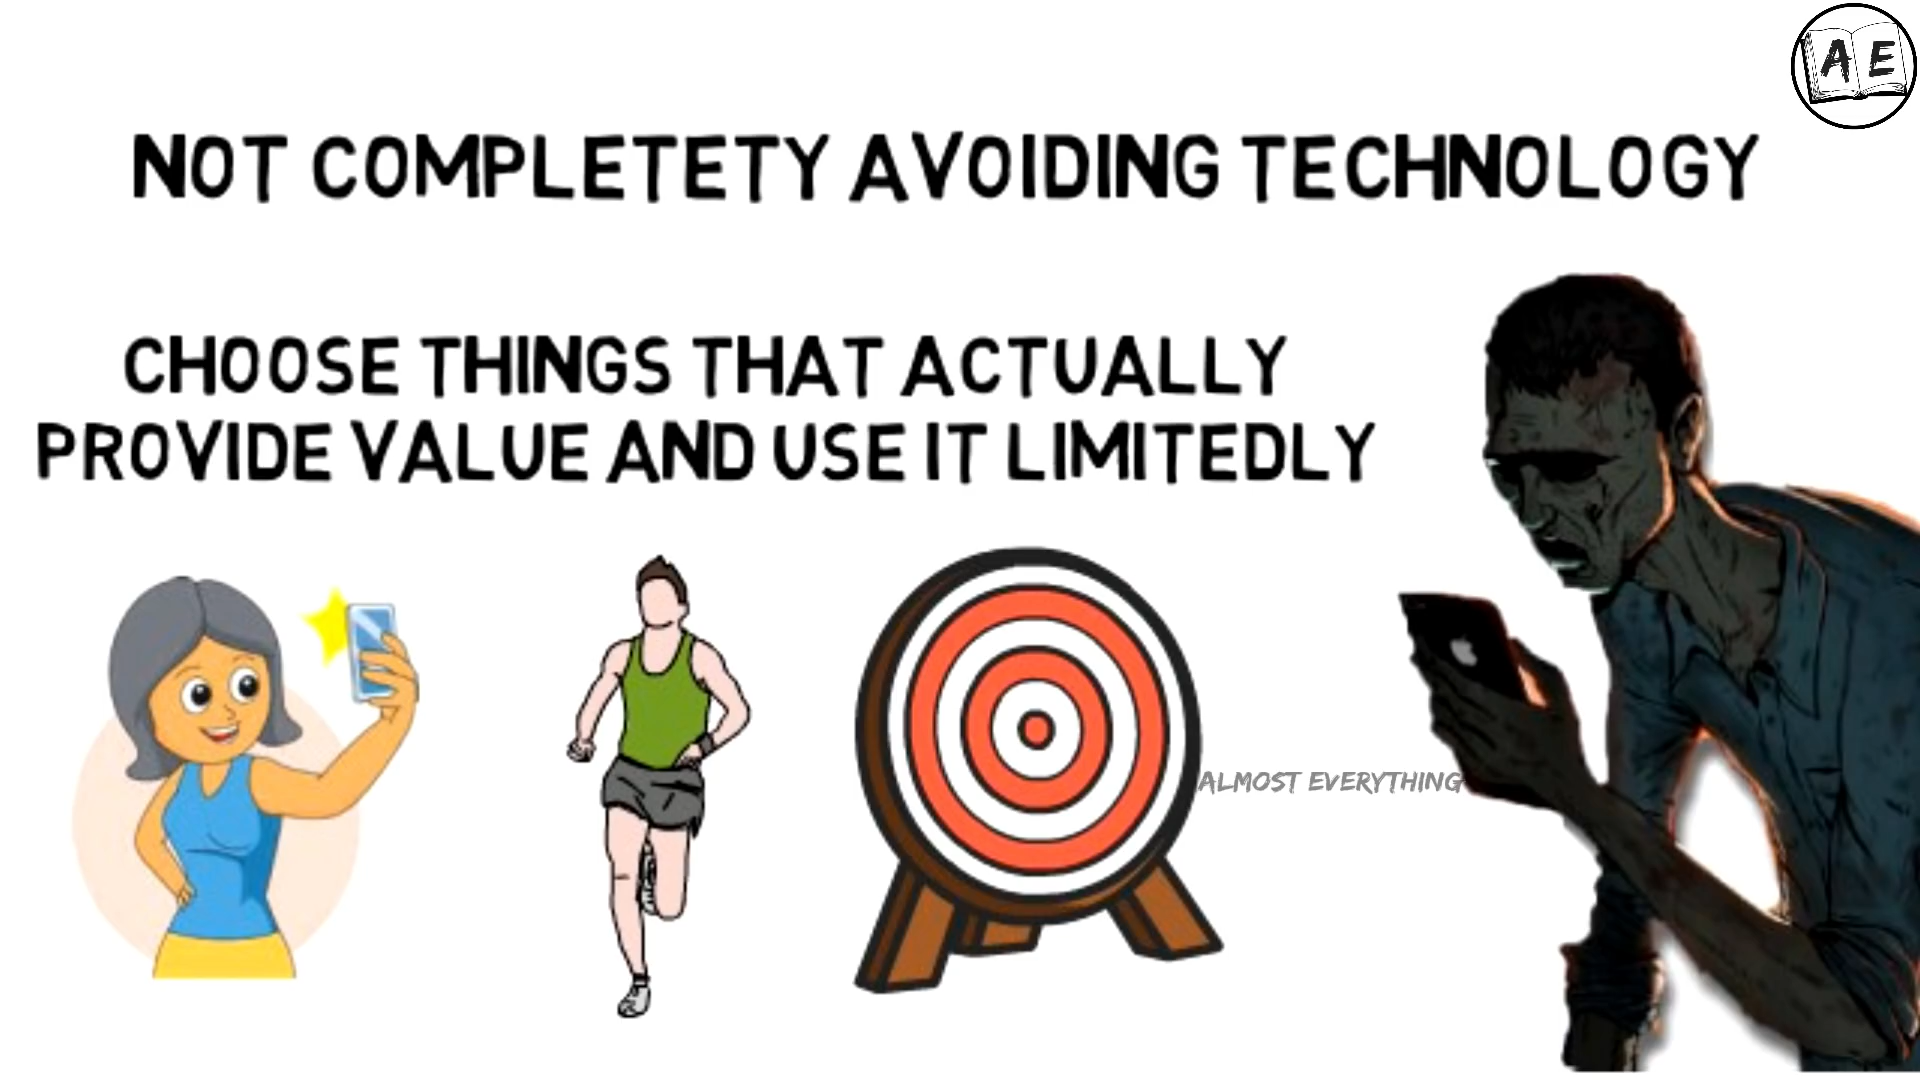 A E
NOT COMPLETETY AVOIDING TECHNOLOGY
CHOOSE THINGS THAT ACTUALLY
PROVIDE VALUE AND USE IT LIMITEDLY
ALMOST EVERYTHING